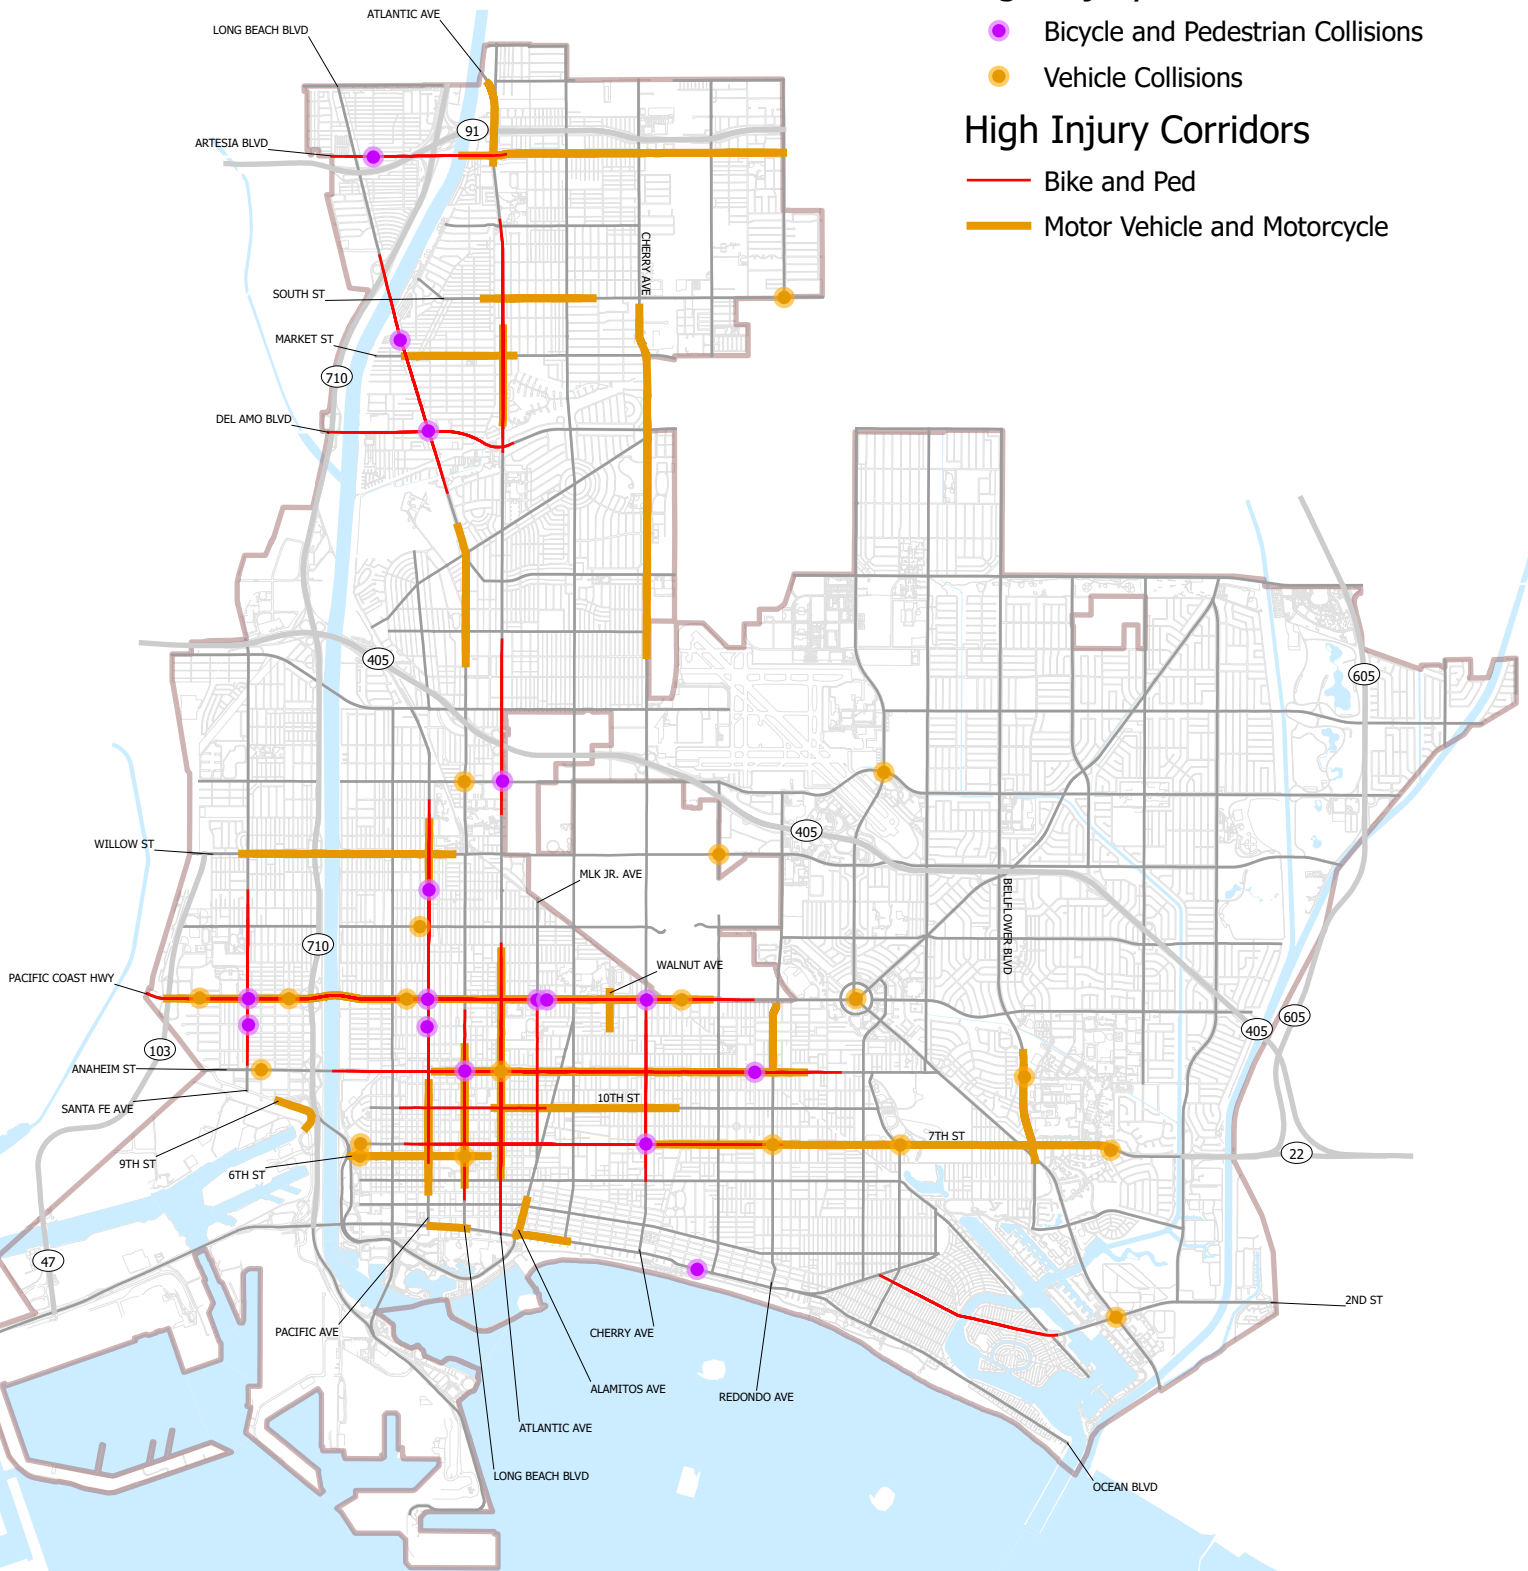 Bicycle and Pedestrian Collisions
Vehicle Collisions
High Injury Corridors
Bike and Ped
Motor Vehicle and Motorcycle
ATLANTIC AVE
LONG BEACH BLVD
91
ARTESIA BLVD
CHERRY AVE
SOUTH ST
MARKET ST
710
DEL AMO BLVD
405
605
405
WILLOW ST
MLK JR. AVE
BELLFLOWER BLVD
710
WALNUT AVE
PACIFIC COAST HWY
605
405
103
ANAHEIM ST
10TH ST
SANTA FE AVE
7TH ST
9TH ST
6TH ST
22
47
2ND ST
PACIFIC AVE
CHERRY AVE
ALAMITOS AVE
REDONDO AVE
ATLANTIC AVE
LONG BEACH BLVD
OCEAN BLVD